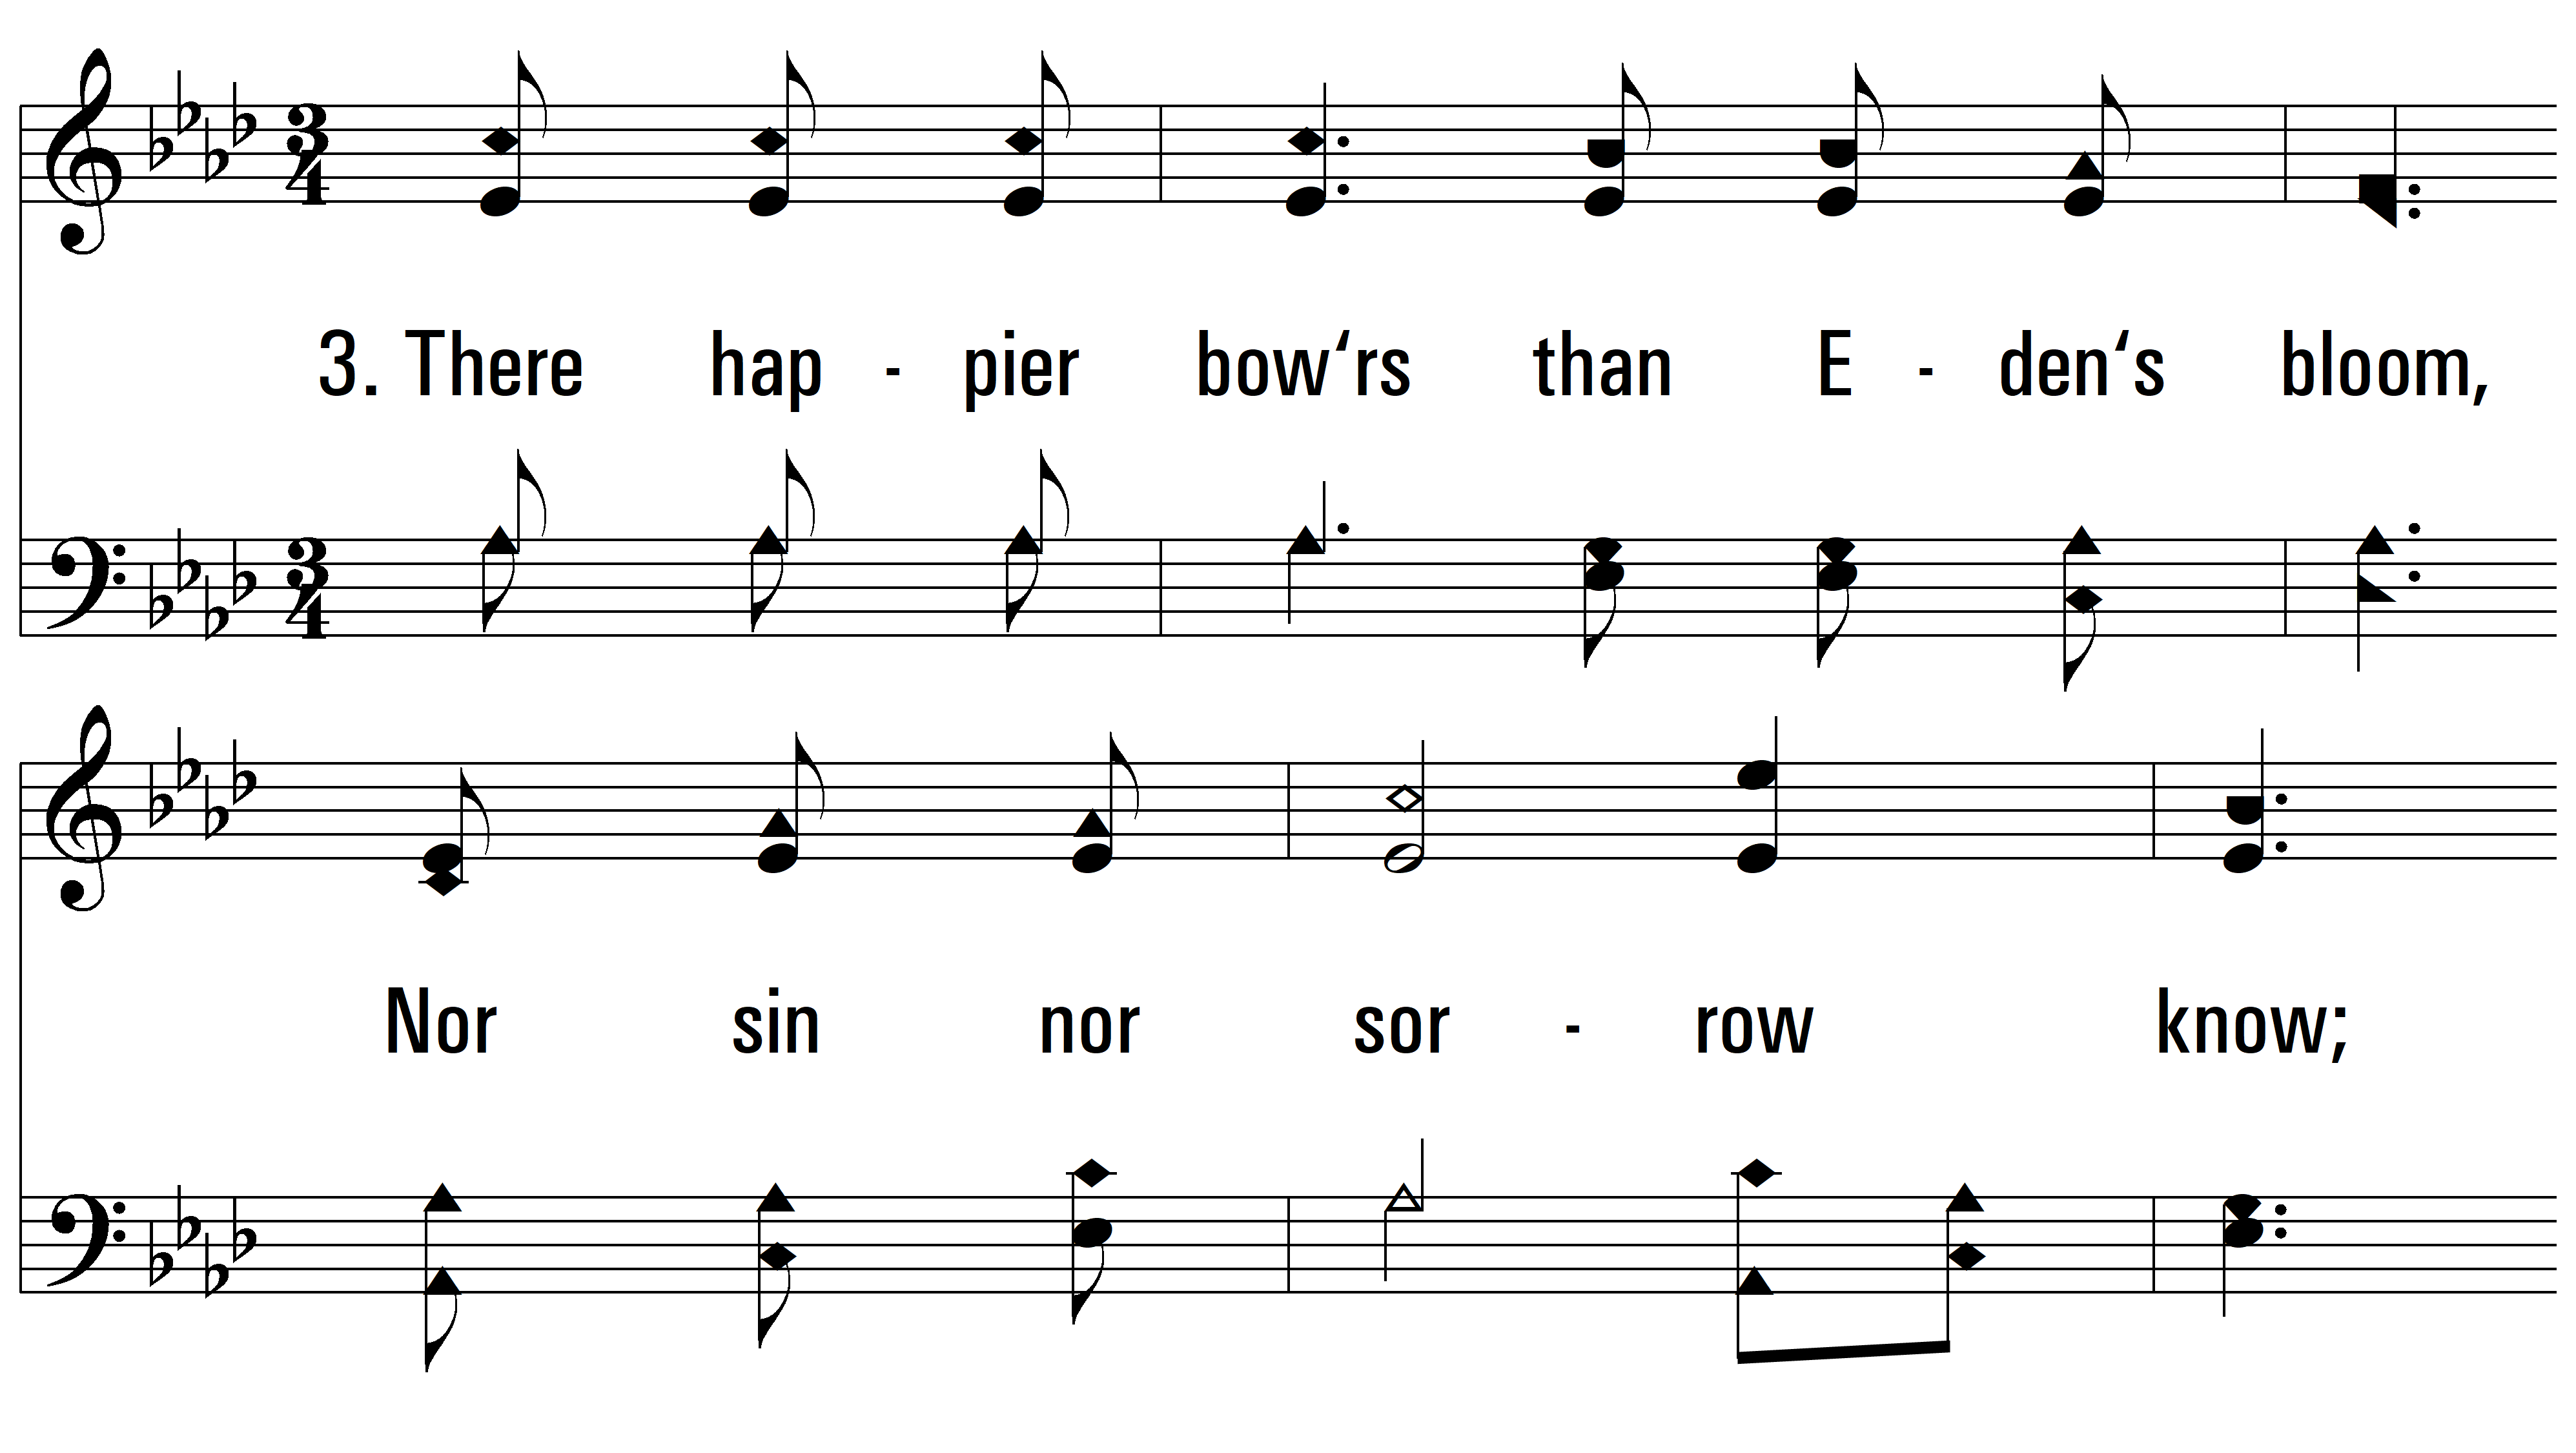 3. There hap - pier bow‘rs than E - den‘s bloom,
Nor sin nor sor - row know;